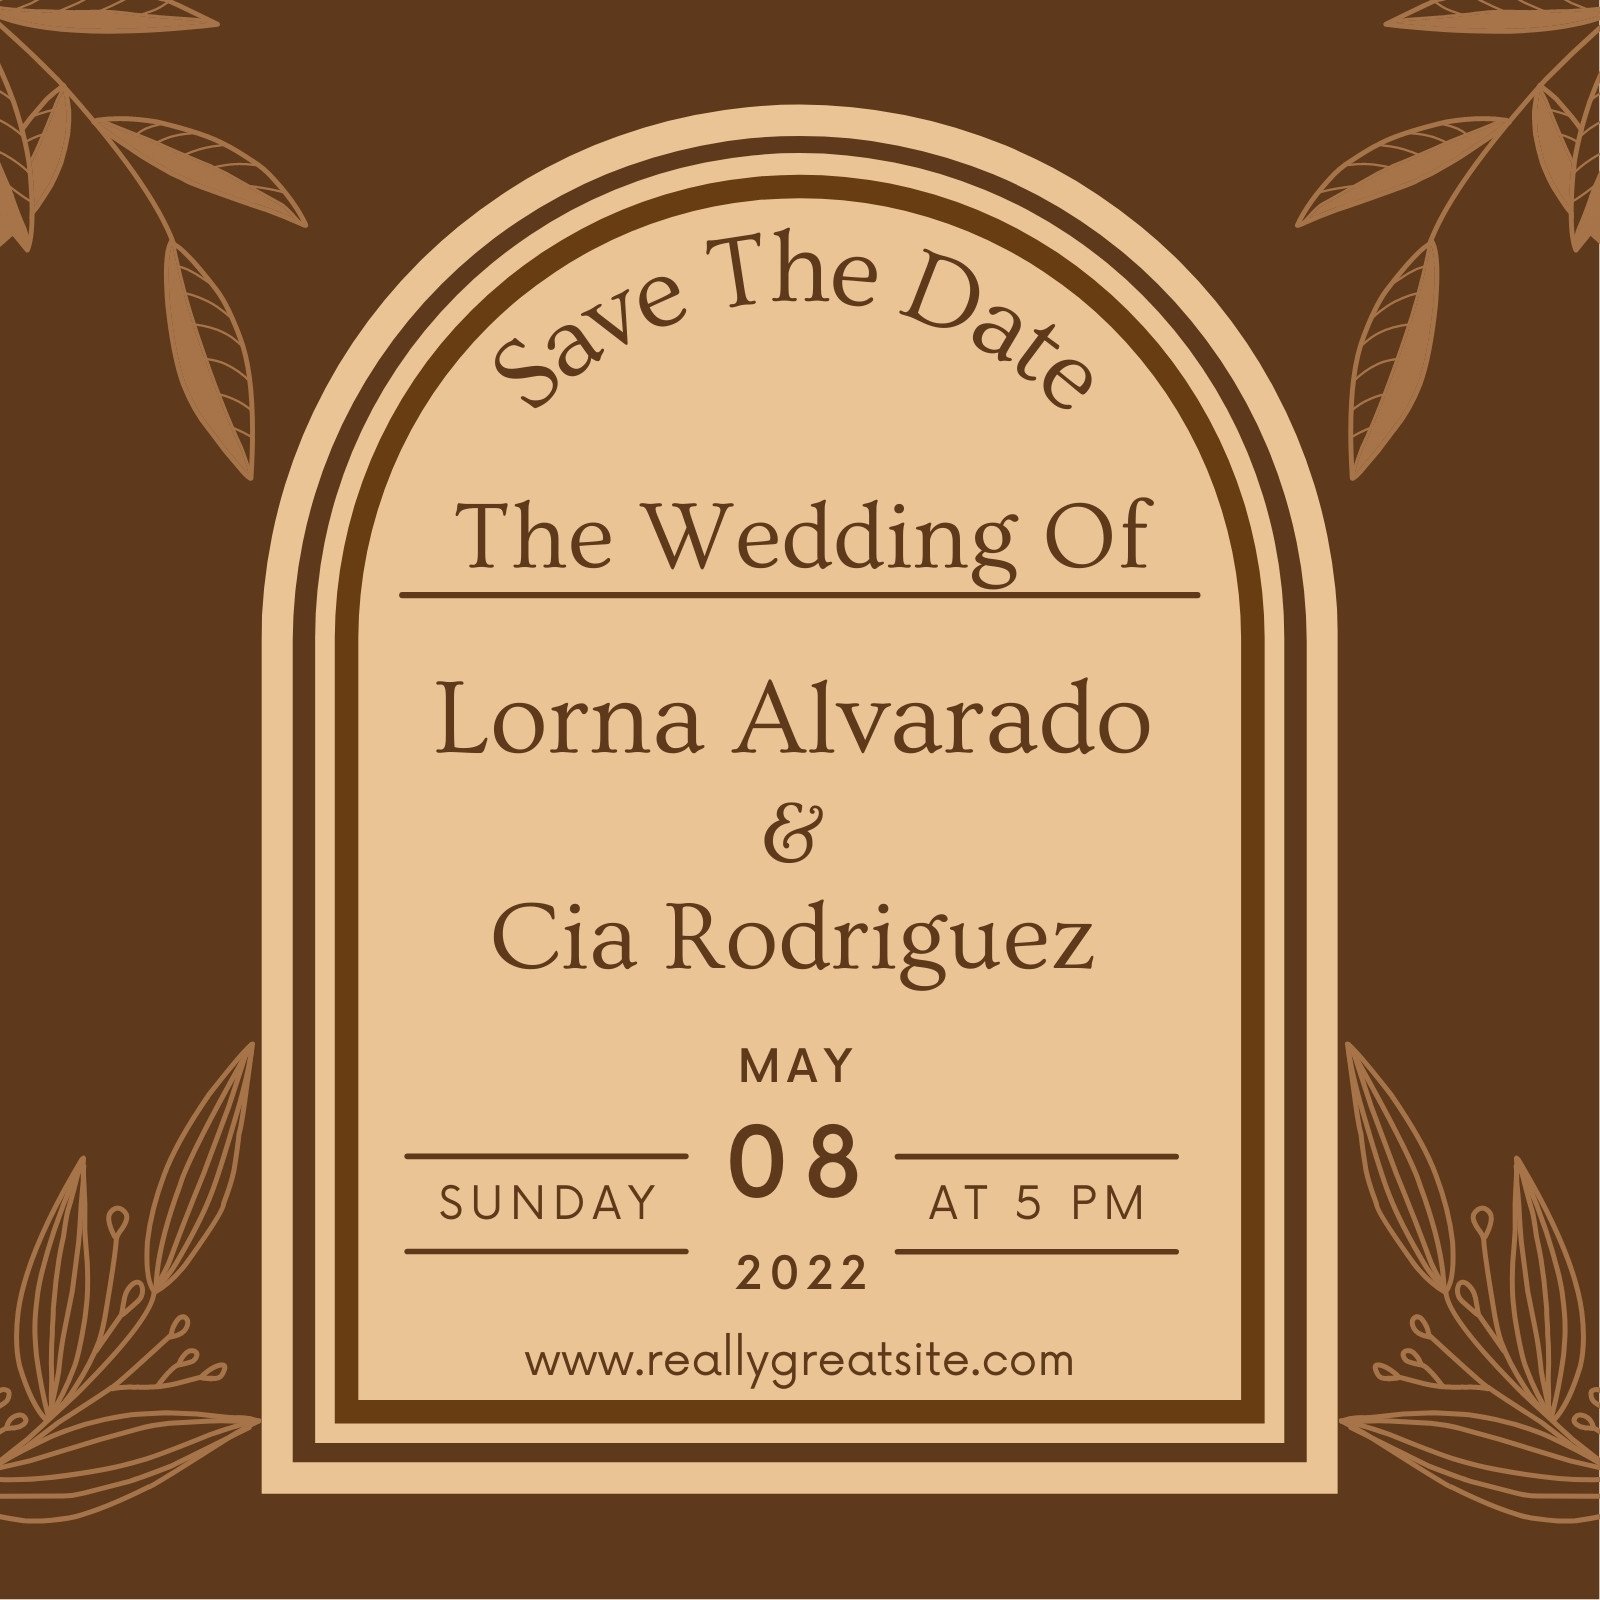 Save The Date
The Wedding Of
Lorna Alvarado
&
Cia Rodriguez
MAY
08
SUNDAY
AT 5 PM
2022
www.reallygreatsite.com